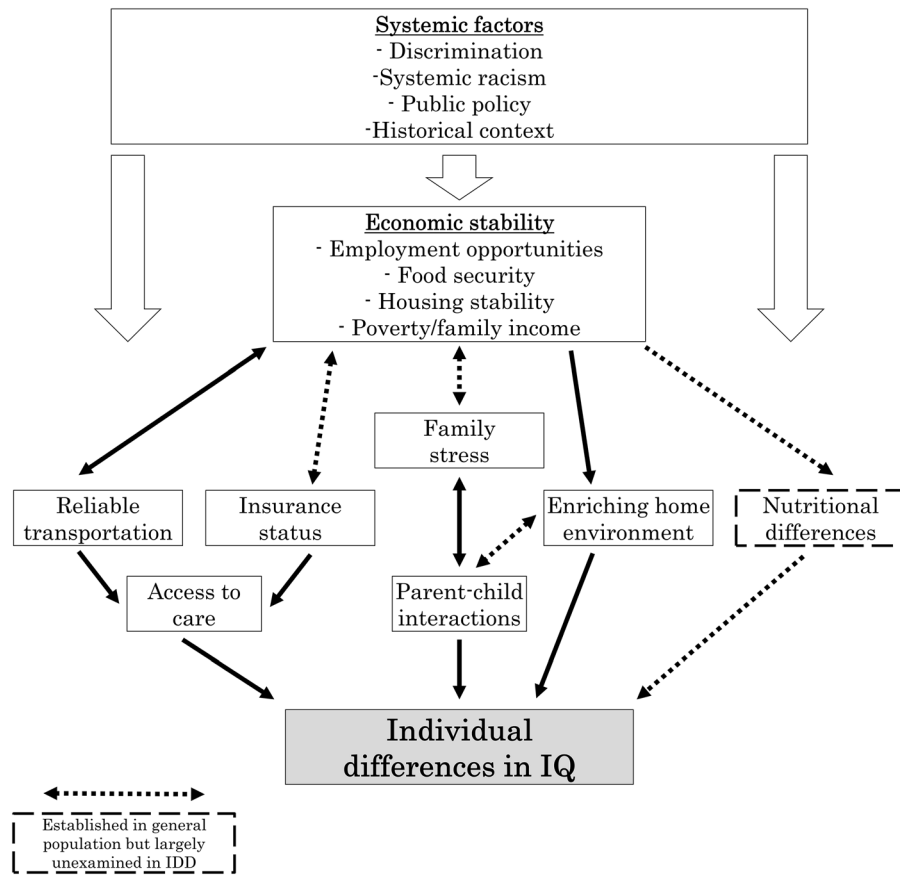 Systemic factors
- Discrimination
-Systemic racism
- Public policy
-Historical context
Economic stability
- Employment opportunities
- Food security
- Housing stability
- Poverty/family income
Family
stress
Reliable
transportation
Insurance
status
Enriching home
environment
Nutritional
differences
Access to
care
Parent-child
interactions
Individual
differences in IQ
Established in general
population but largely
unexamined in IDD